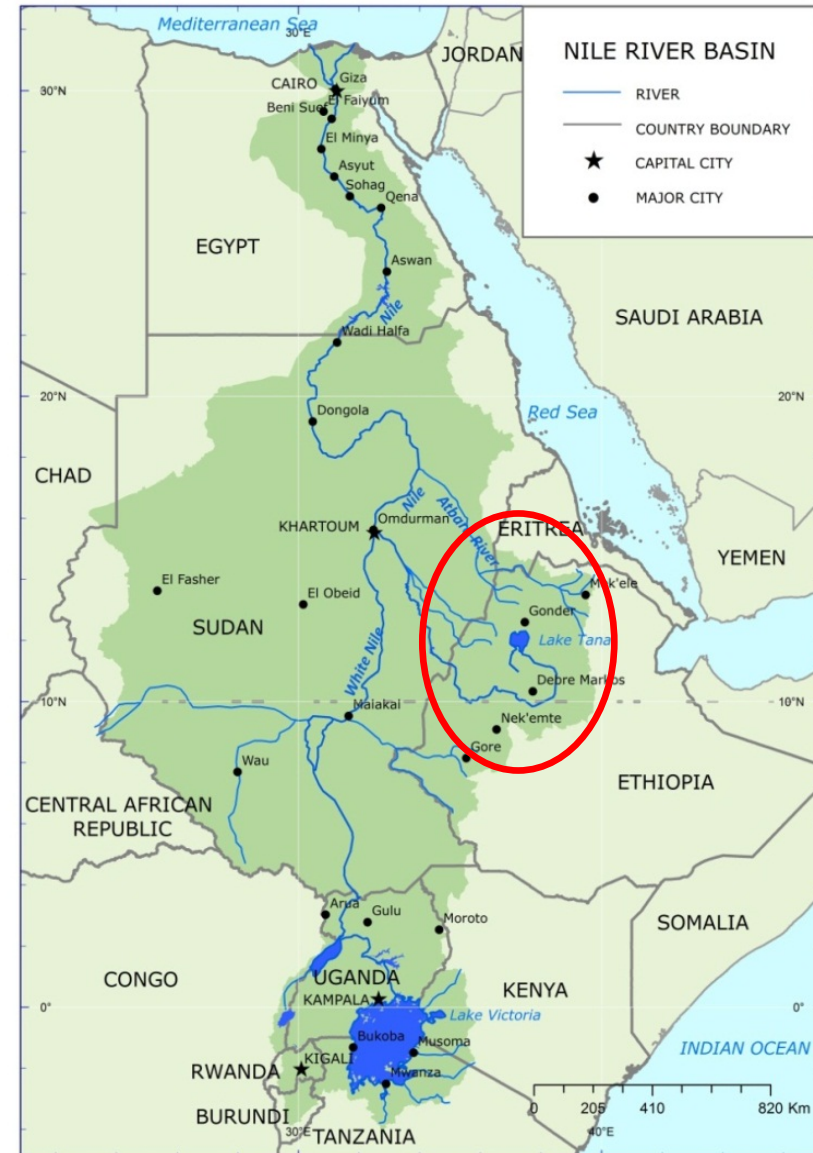 Mediterranean Sea
30°E
JORDAN
NILE RIVER BASIN
RIVER
COUNTRY BOUNDARY
CAPITAL CITY
MAJOR CITY
CAIRO
Giza
30°N
Beni Suef
El Faiyum
El Minya
Asyut
Sohag
Qena
EGYPT
Aswan
Nile
SAUDI ARABIA
Wadi Halfa
20°N
20°N
Dongola
Red Sea
CHAD
Nile
Atbara River
Omdurman
KHARTOUM
ERITREA
YEMEN
El Fasher
El Obeid
Mek'ele
Gonder
SUDAN
Lake Tana
White Nile
Debre Markos
10°N
10°N
Malakal
Nek'emte
Gore
Wau
ETHIOPIA
CENTRAL AFRICAN
REPUBLIC
Arua
Gulu
Moroto
SOMALIA
CONGO
UGANDA
KENYA
KAMPALA
0°
0°
Lake Victoria
Bukoba
Musoma
INDIAN OCEAN
RWANDA
KIGALI
Mwanza
BURUNDI
0 205 410 820 Km
30°E
40°E
TANZANIA